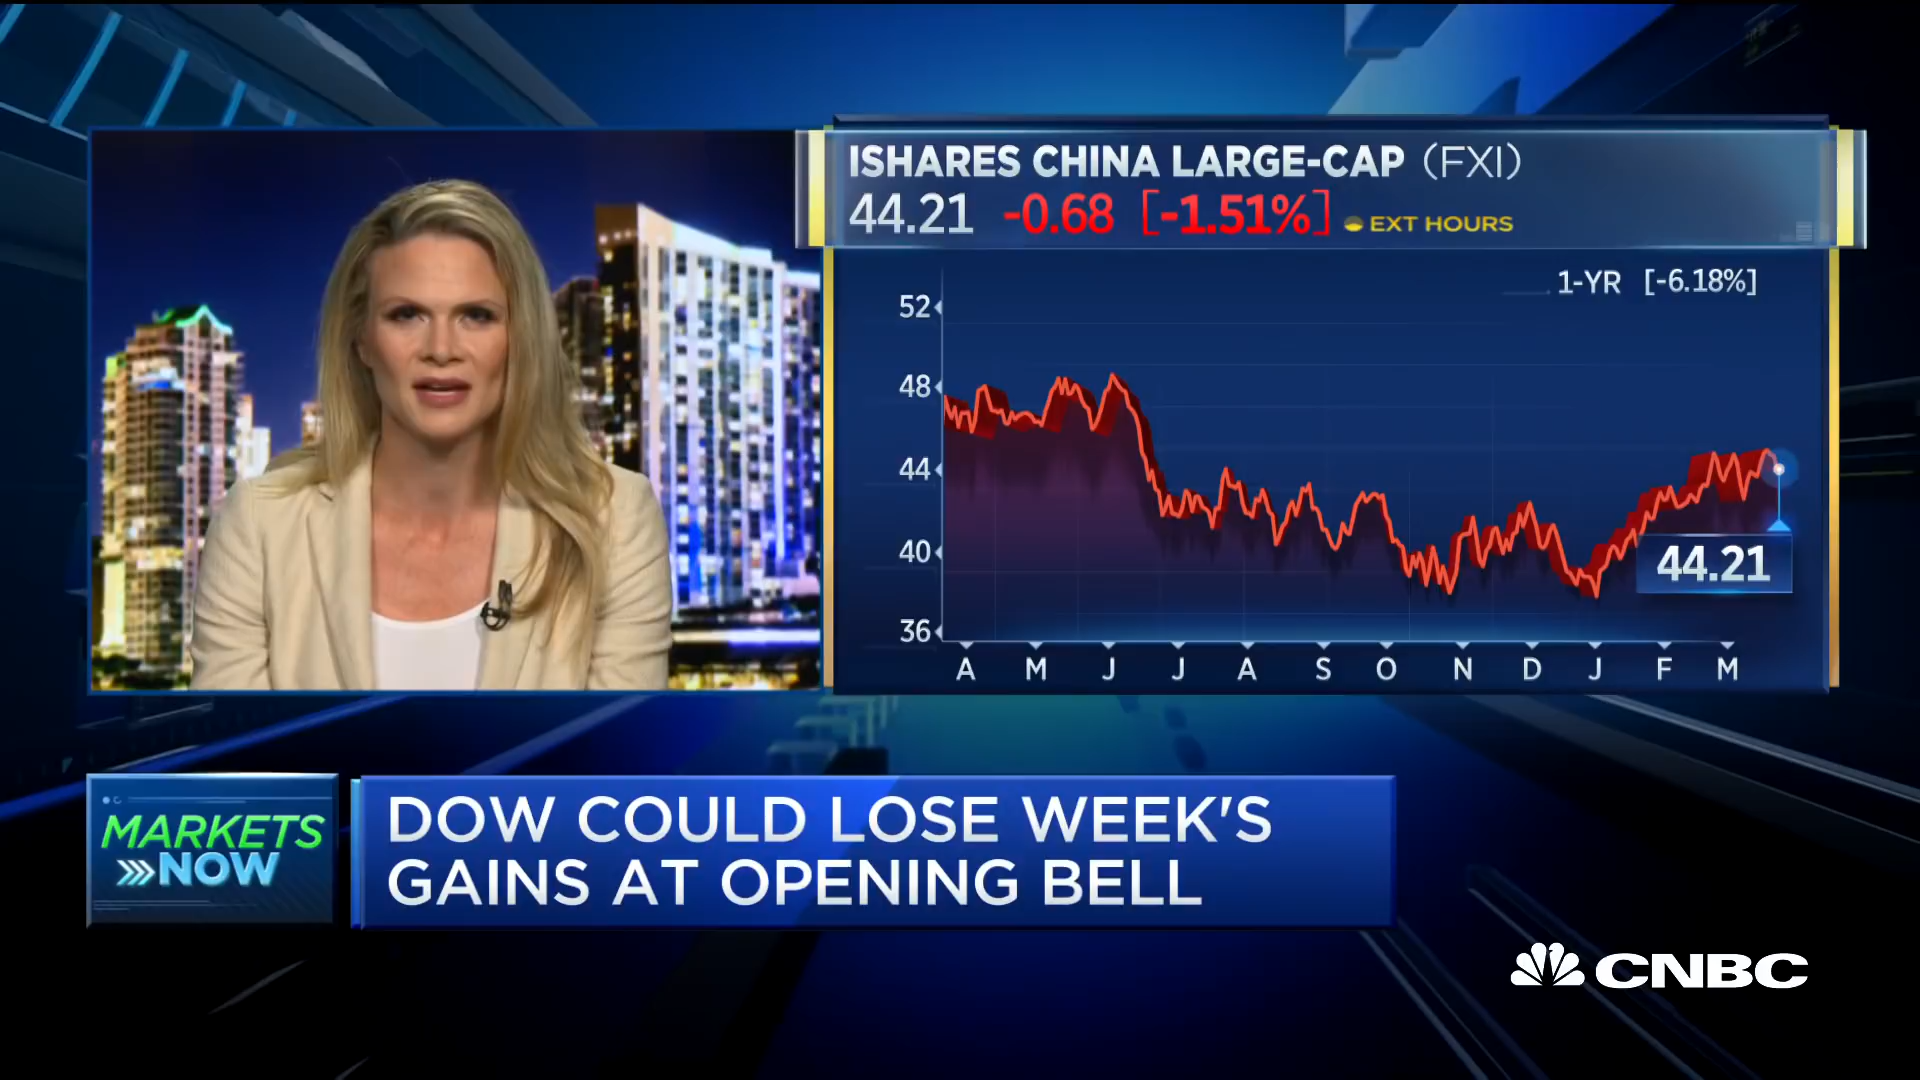 ISHARES CHINA LARGE-CAP (FXI)
44.21 -0.68 [-1.51%] EXT HOURS
1-YR [-6.18%]
52
48
44
40
36
44.21
A M J J A S O N D J F M
MARKETS
NOW
DOW COULD LOSE WEEK'S
GAINS AT OPENING BELL
CNBC